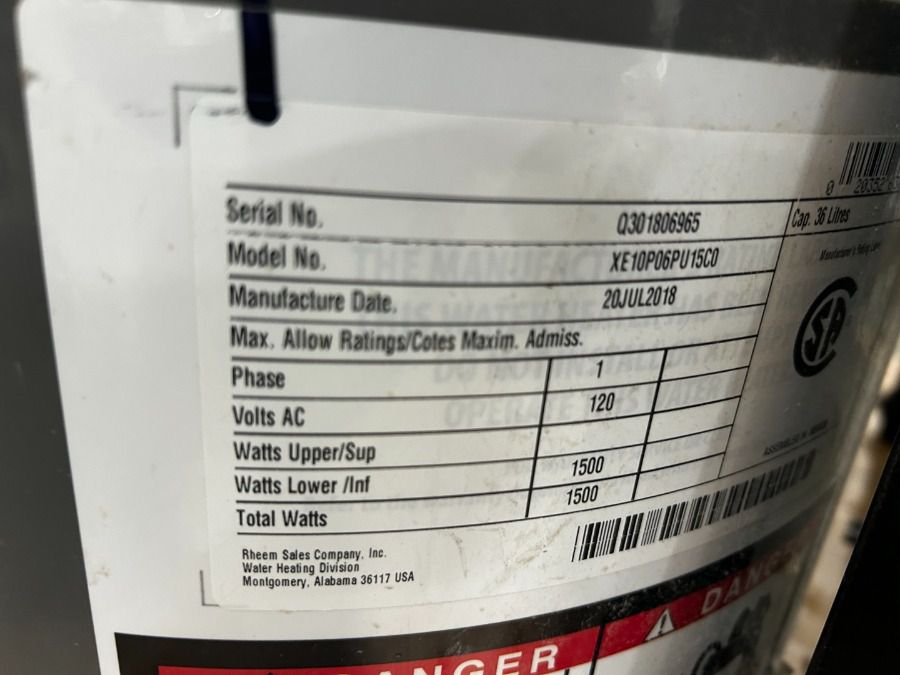 0 20352
Serial No. Q301806965 Cap. 36 Litres
Model No. XE10P06PU15C0
Manufacture Date. 20JUL2018
Max. Allow Ratings/Cotes Maxim. Admiss.
Phase 1
Volts AC 120
Watts Upper/Sup
Watts Lower /Inf 1500
Total Watts 1500
Rheem Sales Company, Inc.
Water Heating Division
Montgomery, Alabama 36117 USA
DANGER
DANGER